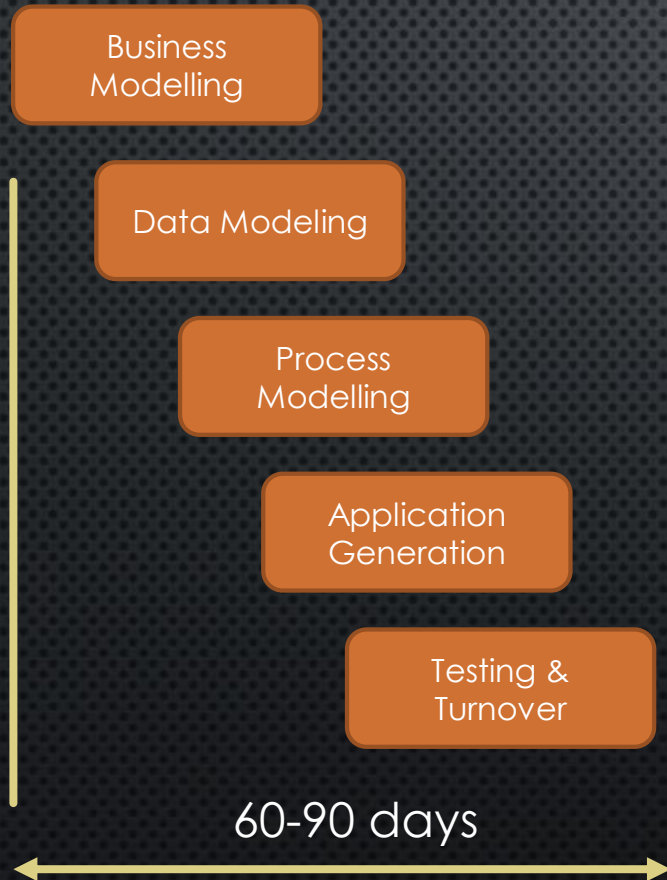 Business
Modelling
Data Modeling
Process
Modelling
Application
Generation
Testing &
Turnover
60-90 days